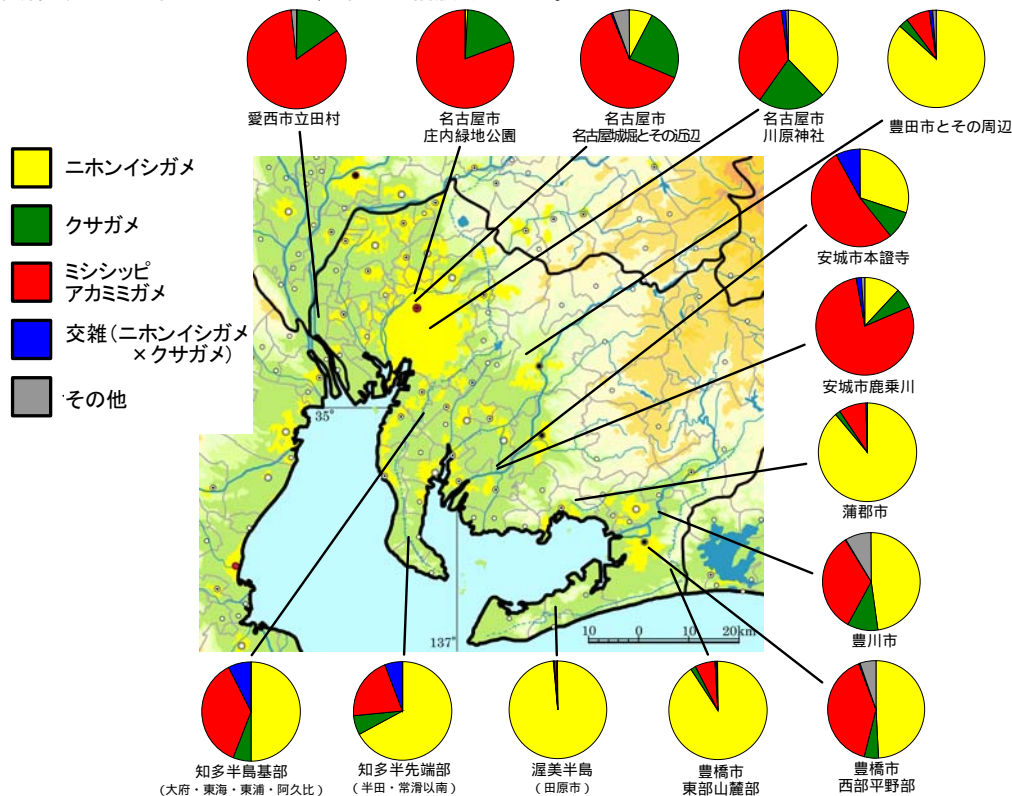 愛西市立田村
名古屋市
庄内緑地公園
名古屋市
名古屋城堀とその近辺
名古屋市
川原神社
豊田市とその周辺
ニホンイシガメ
クサガメ
ミシシッピ
アカミミガメ
交雑(ニホンイシガメ
×クサガメ)
その他
安城市本證寺
安城市鹿乗川
蒲郡市
豊川市
35°
137°
10 0 10 20km
知多半島基部
(大府・東海・東浦・阿久比)
知多半先端部
(半田・常滑以南)
渥美半島
(田原市)
豊橋市
東部山麓部
豊橋市
西部平野部